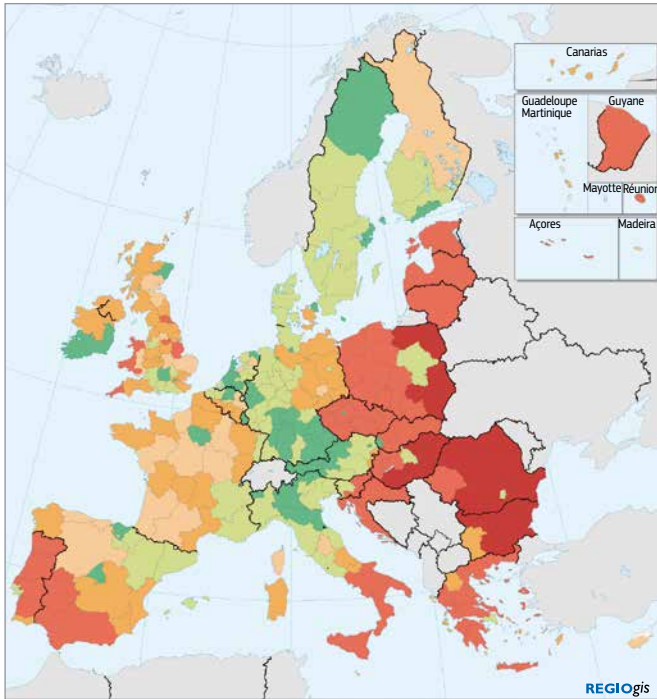 Canarias
Guadeloupe
Martinique
Guyane
Mayotte
Réunion
Açores
Madeira
REGIOgis